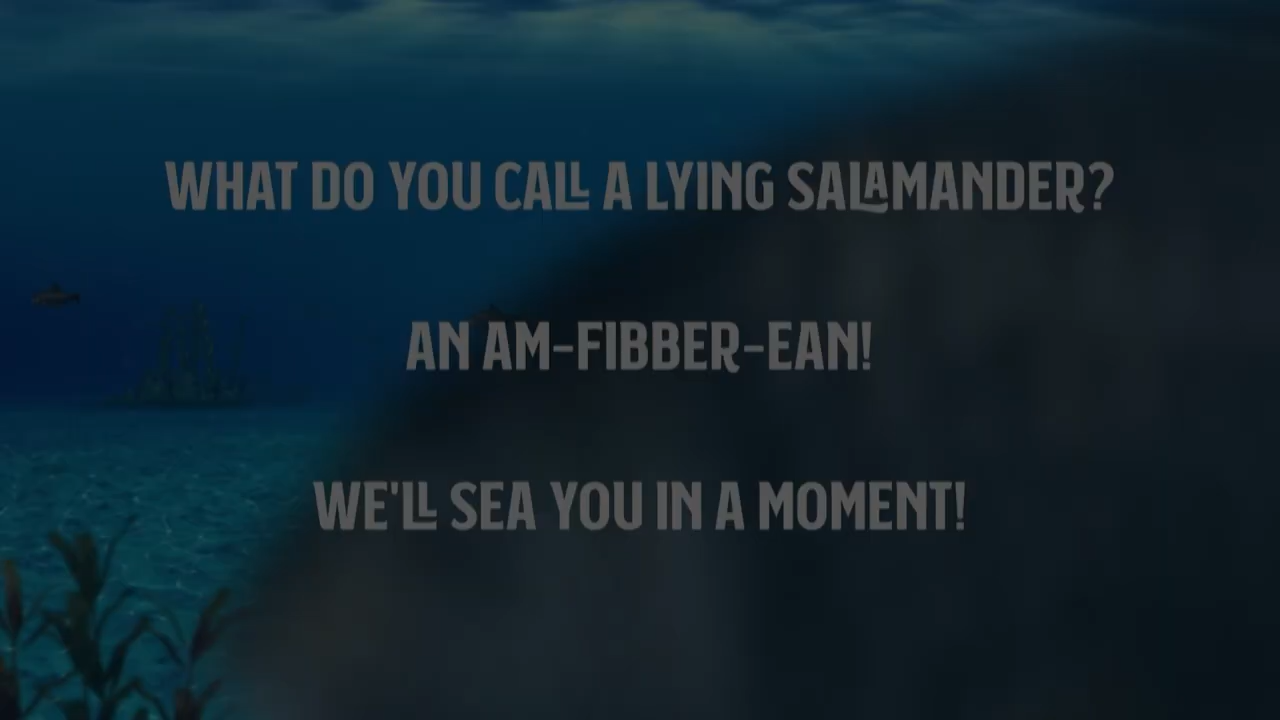 WHAT DO YOU CALL A LYING SALAMANDER?
AN AM-FIBBER-EAN!
WE'LL SEA YOU IN A MOMENT!